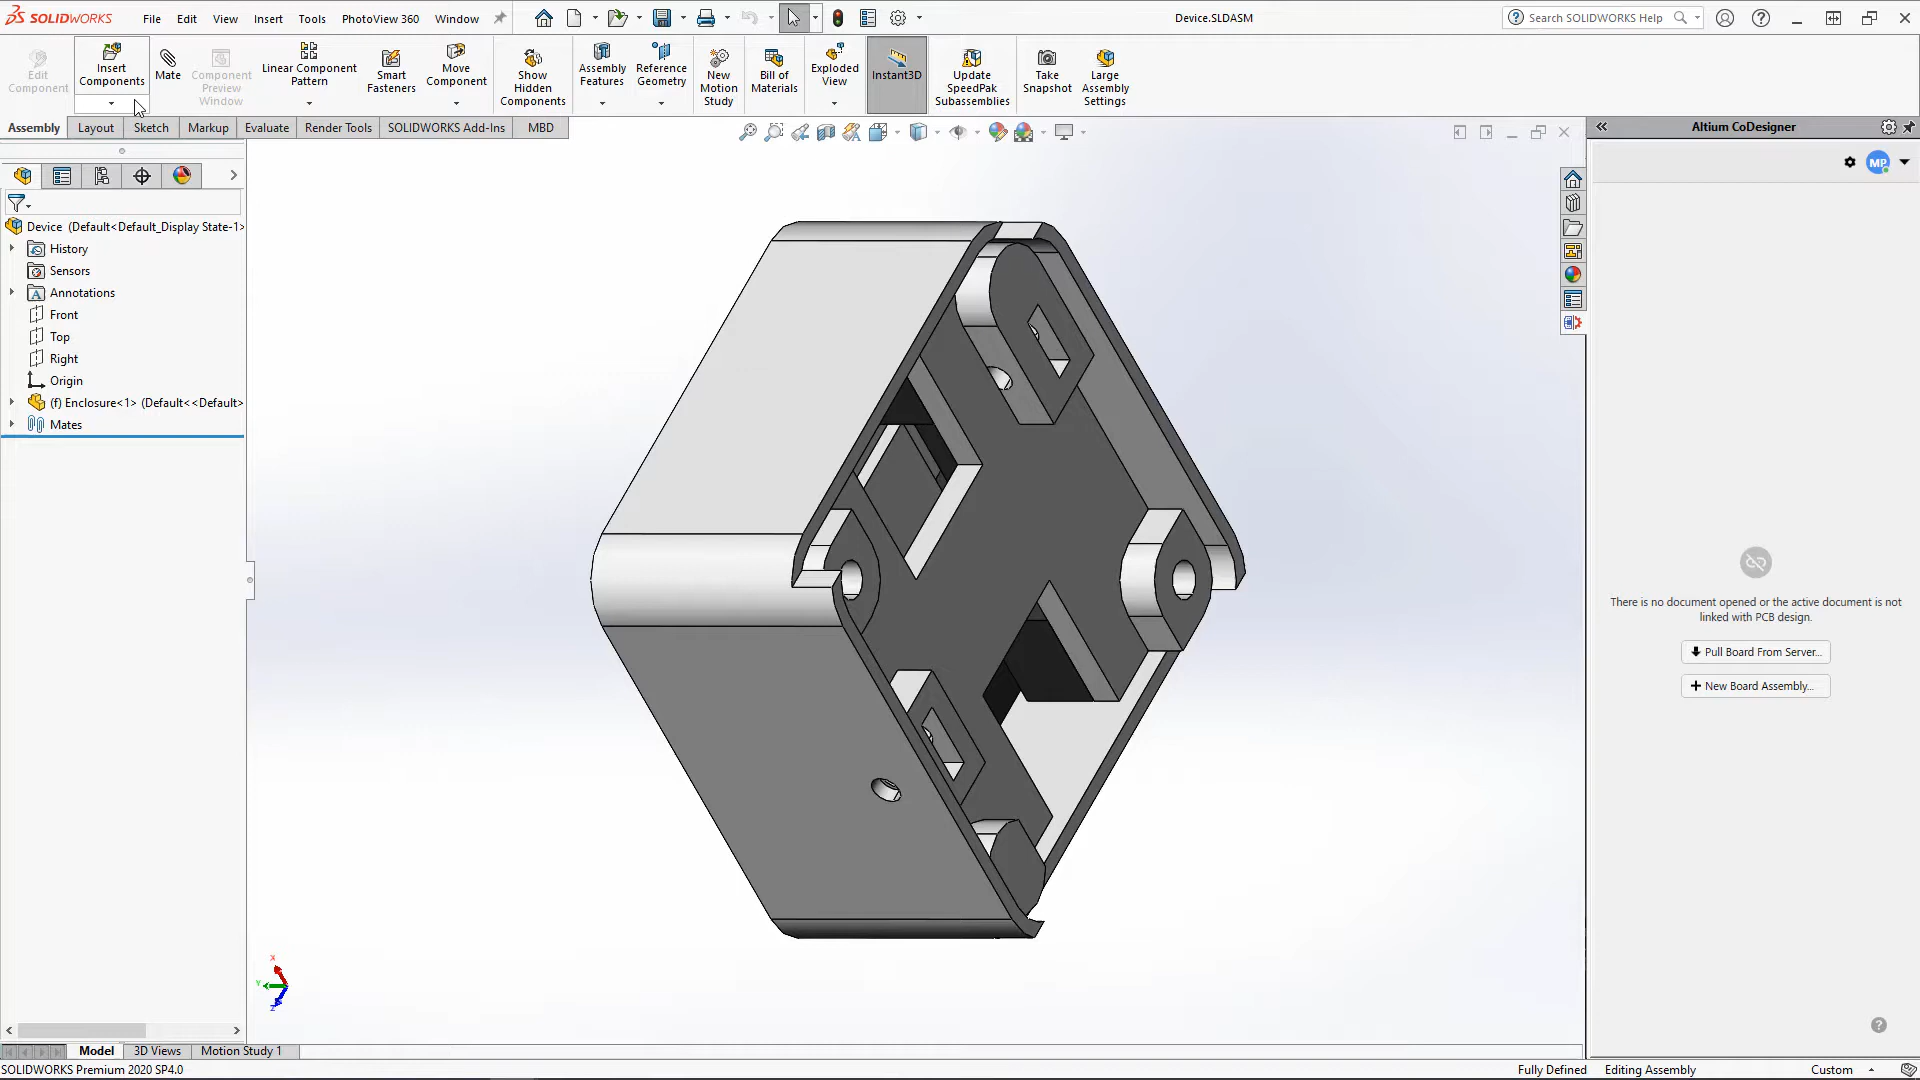 SOLIDWORKS
File Edit View Insert Tools PhotoView 360 Window
Device.SLDASM
Search SOLIDWORKS Help
Edit Component
Insert Components
Mate
Component Preview Window
Linear Component Pattern
Smart Fasteners
Move Component
Show Hidden Components
Assembly Features
Reference Geometry
New Motion Study
Bill of Materials
Exploded View
Instant3D
Update SpeedPak Subassemblies
Take Snapshot
Large Assembly Settings
Assembly Layout Sketch Markup Evaluate Render Tools SOLIDWORKS Add-Ins MBD
Altium CoDesigner
MP
Device (Default<Default_Display State-1>
History
Sensors
A Annotations
Front
Top
Right
Origin
(f) Enclosure<1> (Default<<Default>
Mates
There is no document opened or the active document is not
linked with PCB design.
Pull Board From Server...
New Board Assembly...
X
Y
Z
Model 3D Views Motion Study 1
SOLIDWORKS Premium 2020 SP4.0
Fully Defined Editing Assembly Custom